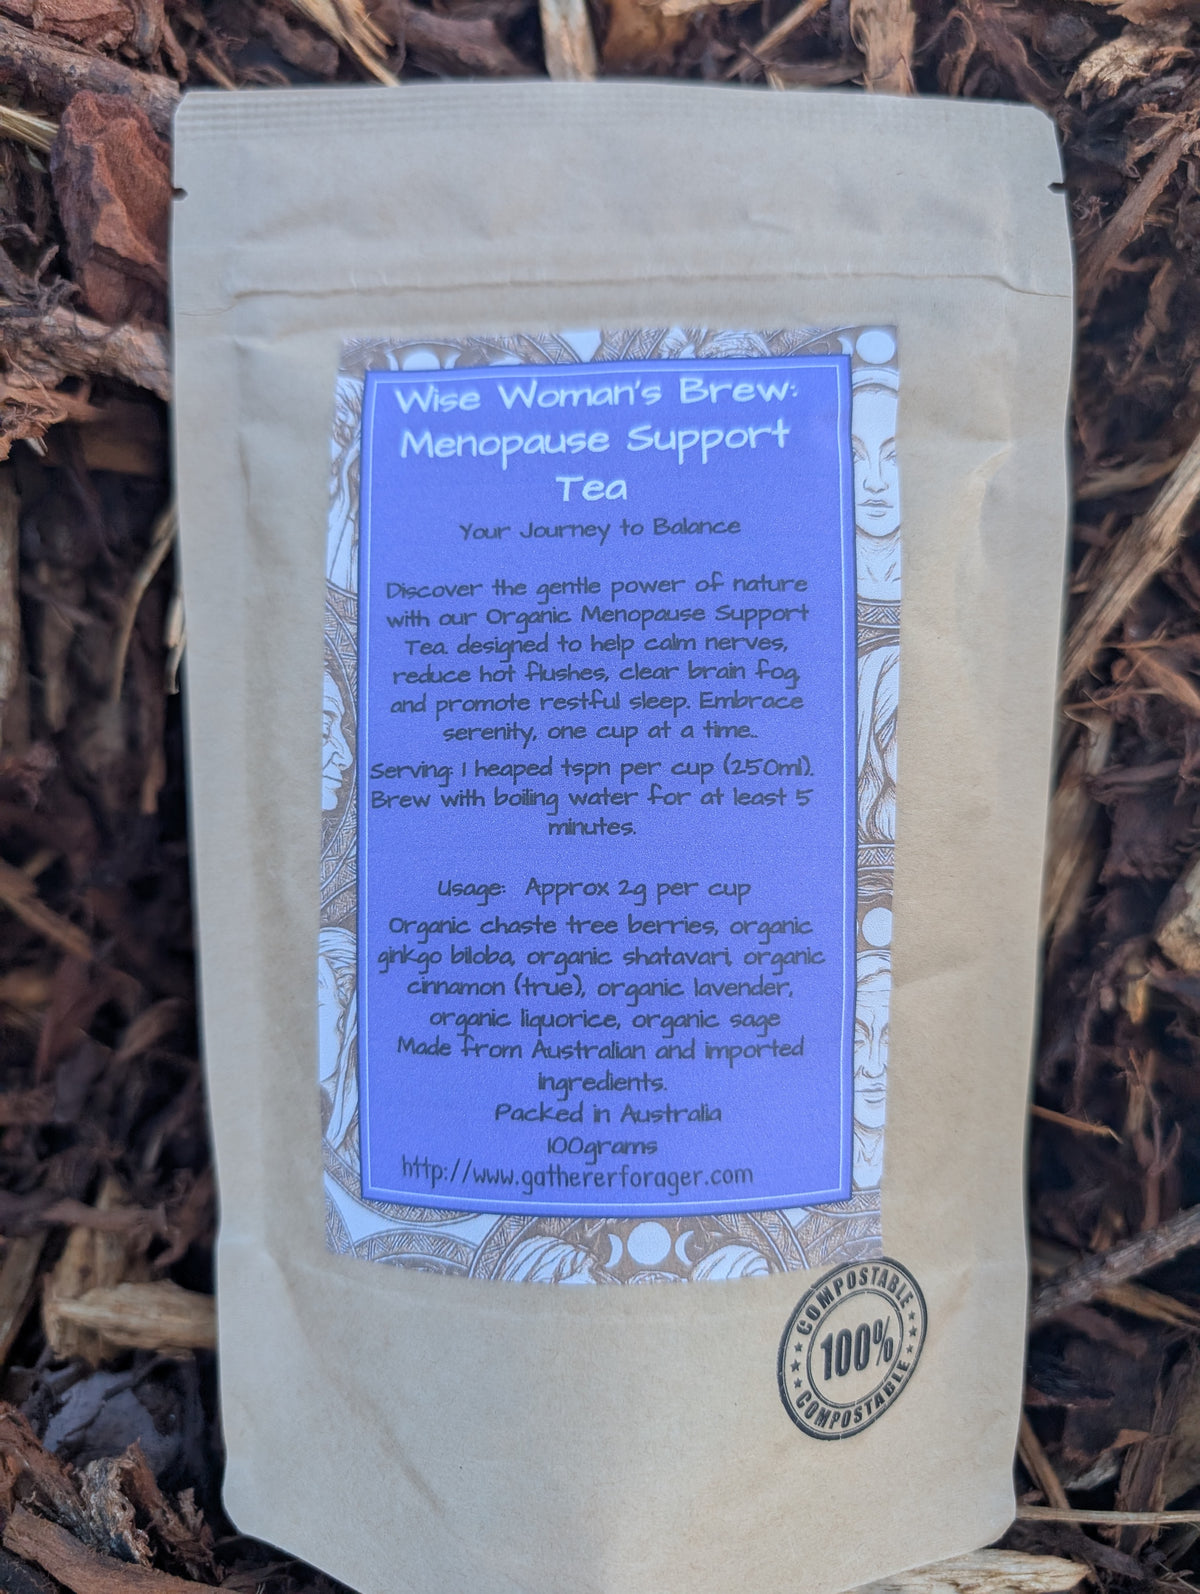 Wise Woman's Brew:
Menopause Support
Tea
Your Journey to Balance
Discover the gentle power of nature
with our Organic Menopause Support
Tea. designed to help calm nerves,
reduce hot flushes, clear brain fog,
and promote restful sleep. Embrace
serenity, one cup at a time..
Serving: 1 heaped tspn per cup (250ml).
Brew with boiling water for at least 5
minutes.
Usage: Approx 2g per cup
Organic chaste tree berries, organic
ginkgo biloba, organic shatavari, organic
cinnamon (true), organic lavender,
organic liquorice, organic sage
Made from Australian and imported
ingredients.
Packed in Australia
100grams
http://www.gathererforager.com
COMPOSTABLE
100%
COMPOSTABLE